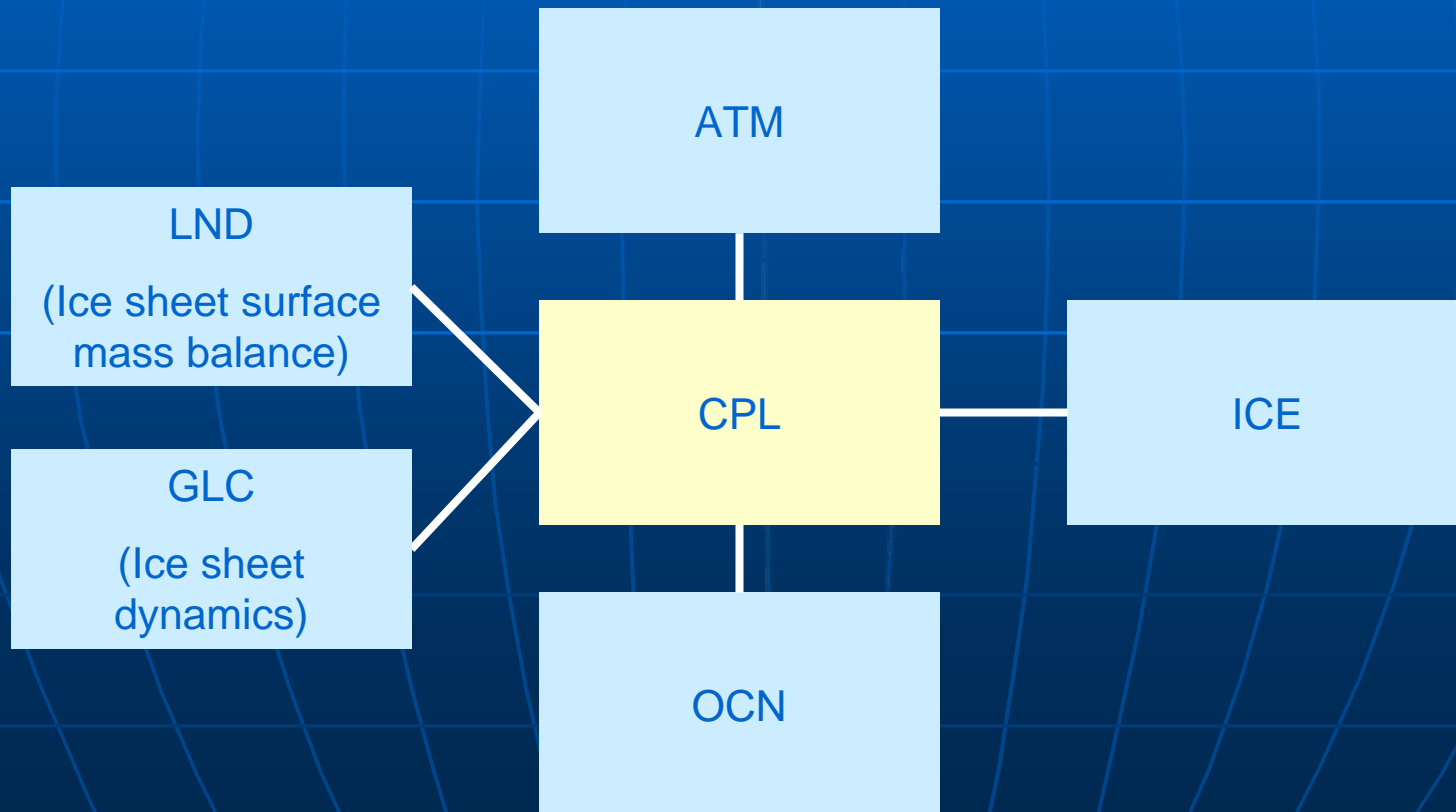 ATM
LND
(Ice sheet surface
mass balance)
CPL
ICE
GLC
(Ice sheet
dynamics)
OCN